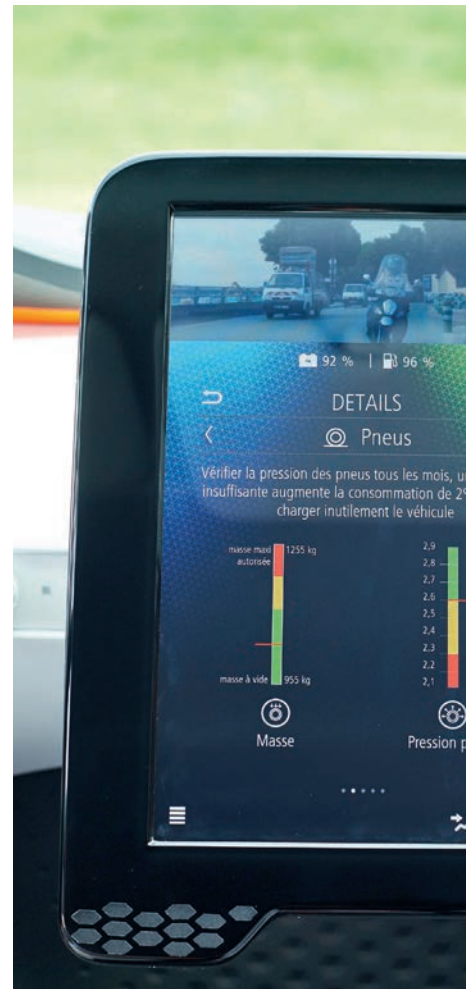 92 % | 96 %
DETAILS
Pneus
Vérifier la pression des pneus tous les mois,
insuffisante augmente la consommation de
charger inutilement le véhicule
masse maxi 1255 kg
autorisée
masse à vide 955 kg
Masse
2,9
2,8
2,7
2,6
2,5
2,4
2,3
2,2
2,1
Pression